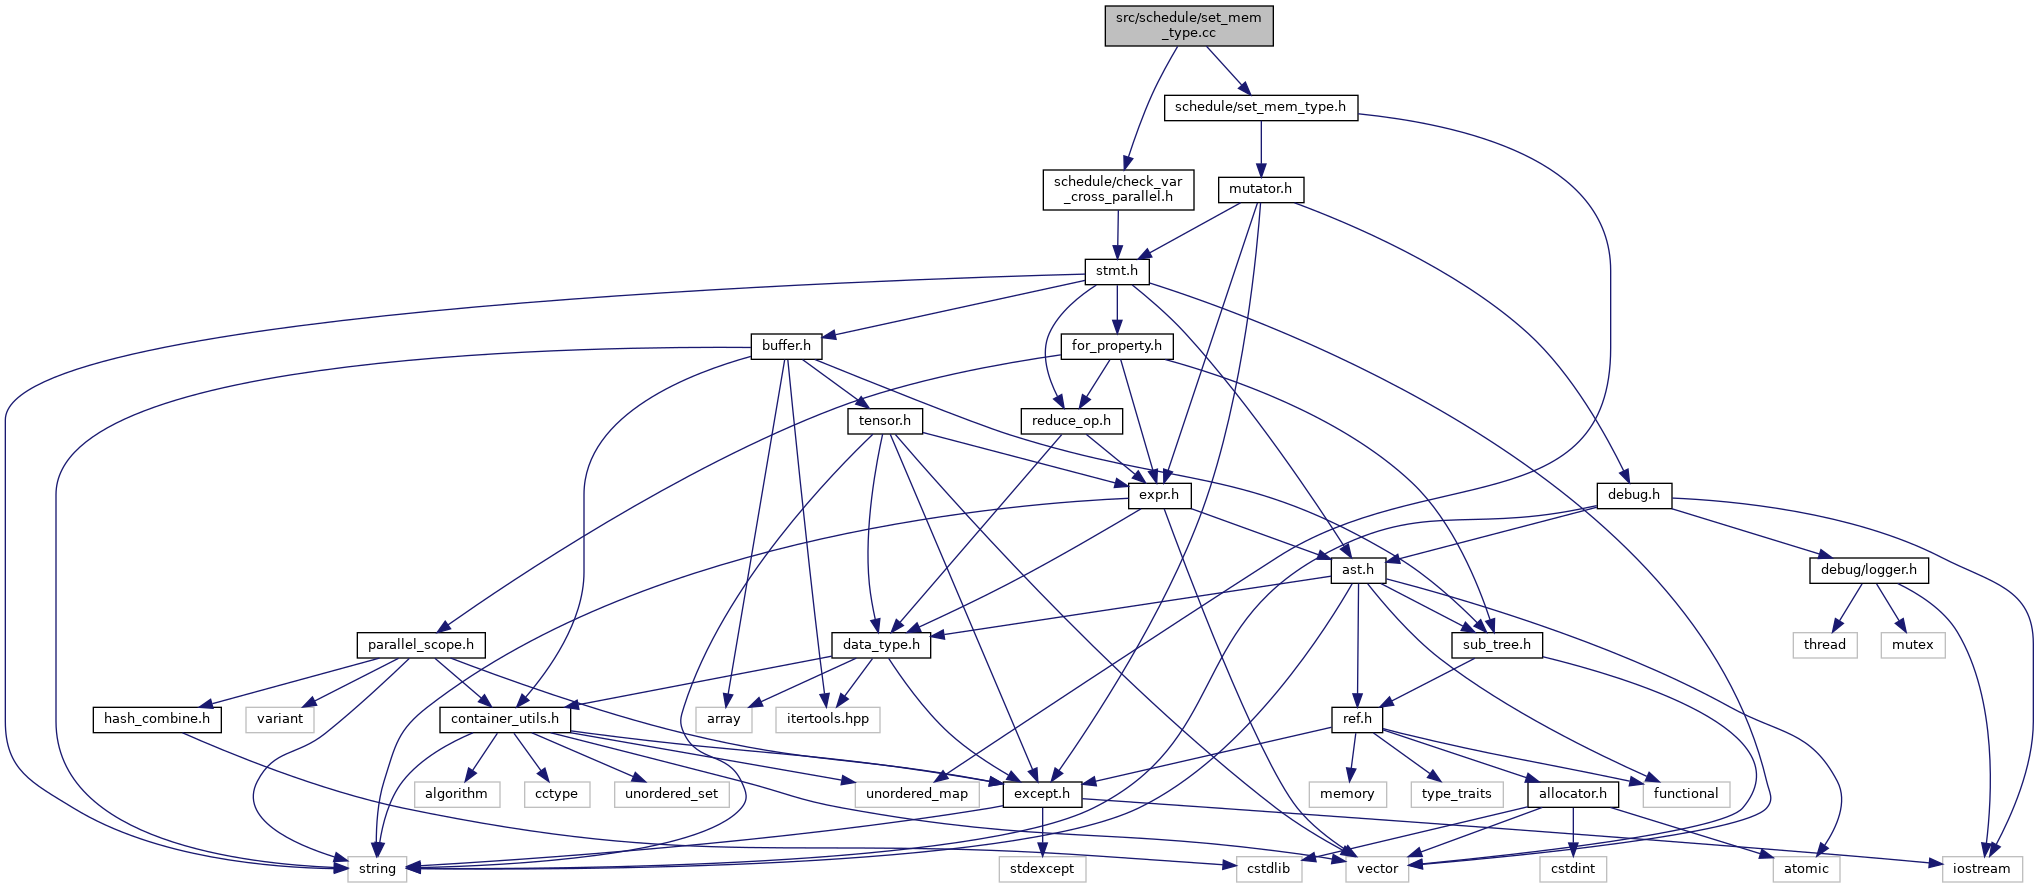 src/schedule/set_mem
_type.cc
schedule/set_mem_type.h
schedule/check_var
_cross_parallel.h
mutator.h
stmt.h
buffer.h
for_property.h
tensor.h
reduce_op.h
expr.h
debug.h
ast.h
debug/logger.h
parallel_scope.h
data_type.h
sub_tree.h
thread
mutex
hash_combine.h
variant
container_utils.h
array
itertools.hpp
ref.h
algorithm
cctype
unordered_set
unordered_map
except.h
memory
type_traits
allocator.h
functional
string
stdexcept
cstdlib
vector
cstdint
atomic
iostream